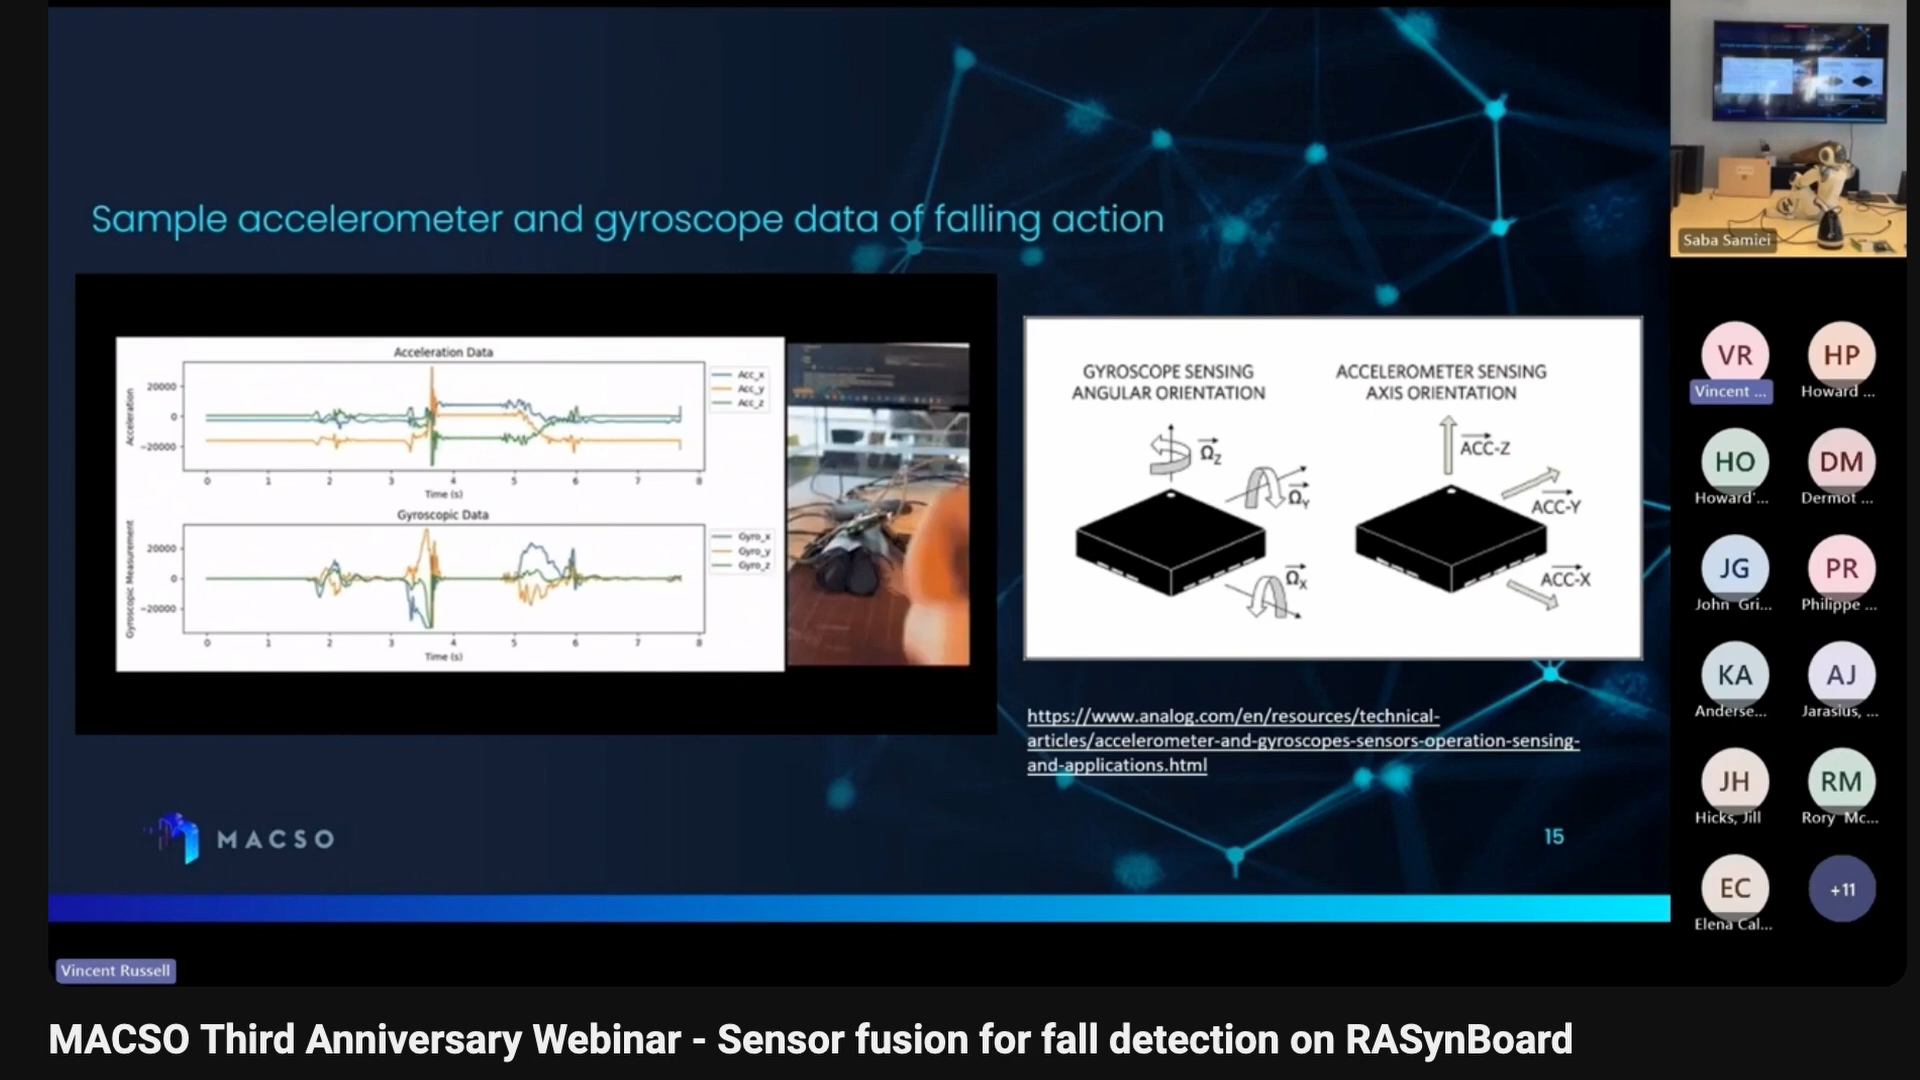 Sample accelerometer and gyroscope data of falling action
Acceleration Data
Acceleration
20000
0
−20000
0 1 2 3 4 5 6 7 8
Time (s)
Acc_x
Acc_y
Acc_z
Gyroscopic Data
Gyroscopic Measurement
20000
0
−20000
0 1 2 3 4 5 6 7 8
Time (s)
Gyro_x
Gyro_y
Gyro_z
GYROSCOPE SENSING
ANGULAR ORIENTATION
ΩZ
ΩY
ΩX
ACCELEROMETER SENSING
AXIS ORIENTATION
ACC-Z
ACC-Y
ACC-X
https://www.analog.com/en/resources/technical-
articles/accelerometer-and-gyroscopes-sensors-operation-sensing-
and-applications.html
MACSO
15
Saba Samiei
VR
Vincent ...
HP
Howard ...
HO
Howard'...
DM
Dermot ...
JG
John Gri...
PR
Philippe ...
KA
Anderse...
AJ
Jarasius, ...
JH
Hicks, Jill
RM
Rory Mc...
EC
Elena Cal...
+11
Vincent Russell
MACSO Third Anniversary Webinar - Sensor fusion for fall detection on RASynBoard